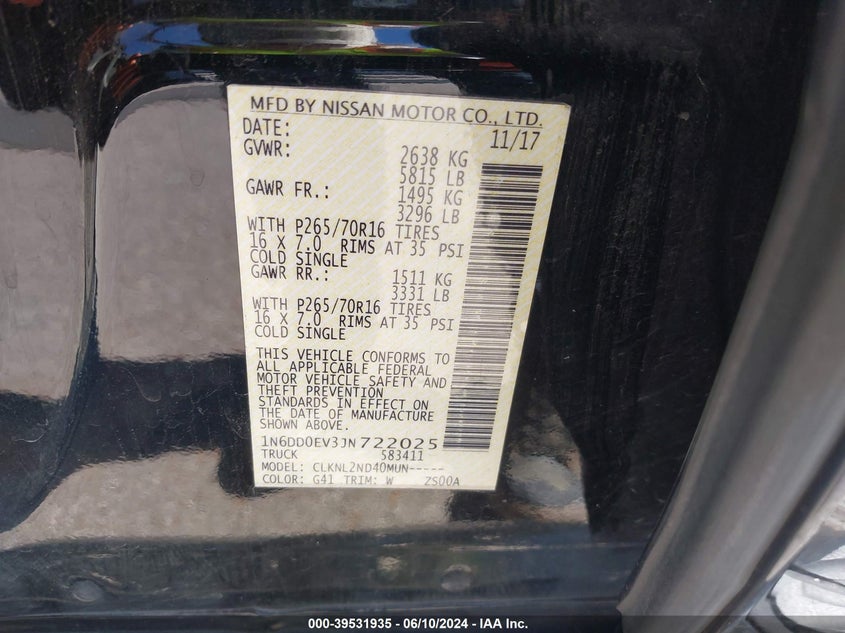 MFD BY NISSAN MOTOR CO., LTD.
DATE: 11/17
GVWR: 2638 KG
5815 LB
GAWR FR.: 1495 KG
3296 LB
WITH P265/70R16 TIRES
16 X 7.0 RIMS AT 35 PSI
COLD SINGLE
GAWR RR.: 1511 KG
3331 LB
WITH P265/70R16 TIRES
16 X 7.0 RIMS AT 35 PSI
COLD SINGLE
THIS VEHICLE CONFORMS TO
ALL APPLICABLE FEDERAL
MOTOR VEHICLE SAFETY AND
THEFT PREVENTION
STANDARDS IN EFFECT ON
THE DATE OF MANUFACTURE
SHOWN ABOVE.
1N6DD0EV3JN722025
TRUCK 583411
MODEL: CLKNL2ND40MUN-----
COLOR: G41 TRIM: W ZS00A
000-39531935 - 06/10/2024 - IAA Inc.